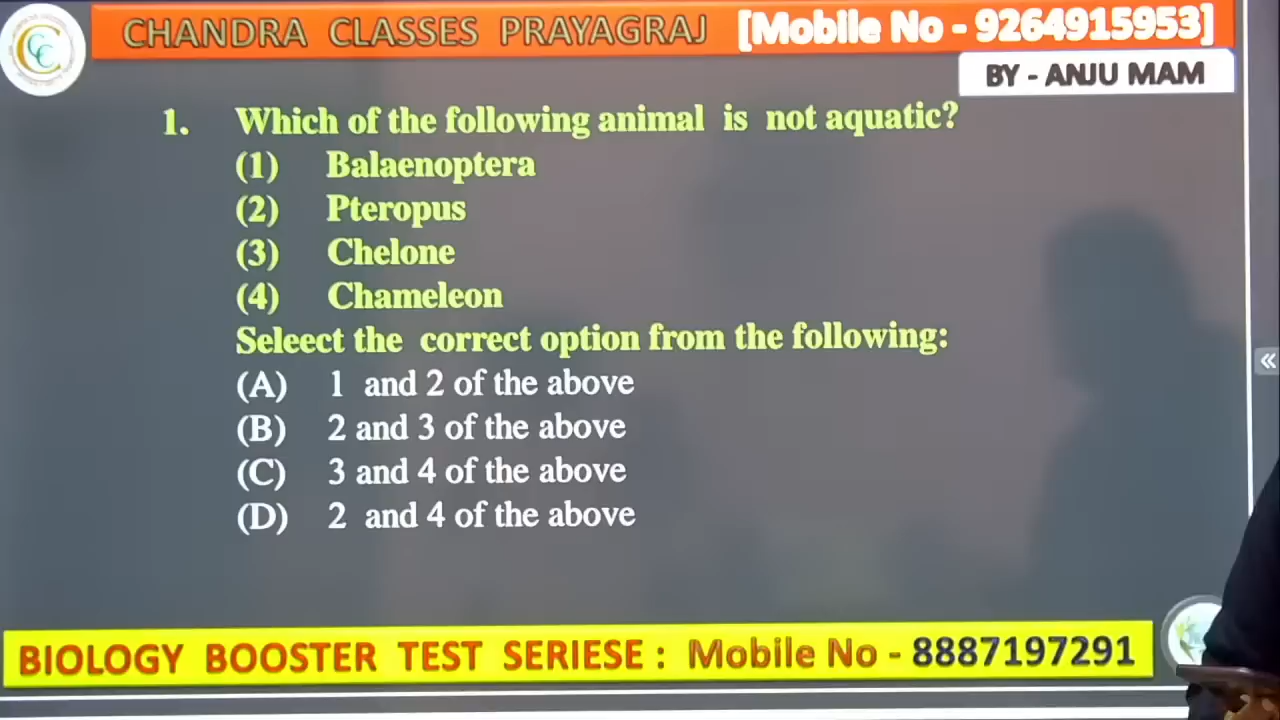 CHANDRA CLASSES PRAYAGRAJ [Mobile No - 9264915953]
BY - ANJU MAM
1. Which of the following animal is not aquatic?
(1) Balaenoptera
(2) Pteropus
(3) Chelone
(4) Chameleon
Seleect the correct option from the following:
(A) 1 and 2 of the above
(B) 2 and 3 of the above
(C) 3 and 4 of the above
(D) 2 and 4 of the above
BIOLOGY BOOSTER TEST SERIESE : Mobile No - 8887197291